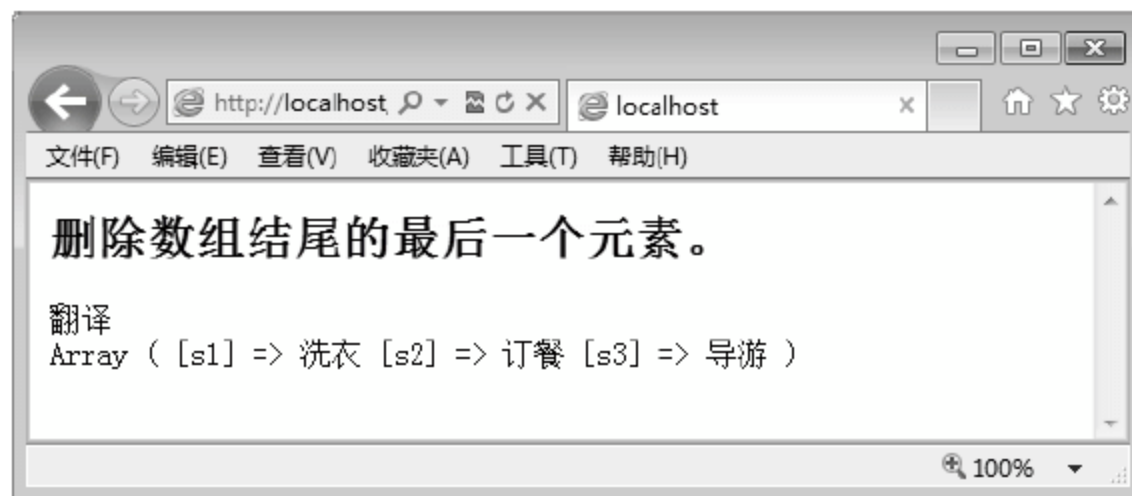 http://localhost, localhost
文件(F) 编辑(E) 查看(V) 收藏夹(A) 工具(T) 帮助(H)
删除数组结尾的最后一个元素。
翻译
Array ( [s1] => 洗衣 [s2] => 订餐 [s3] => 导游 )
100%